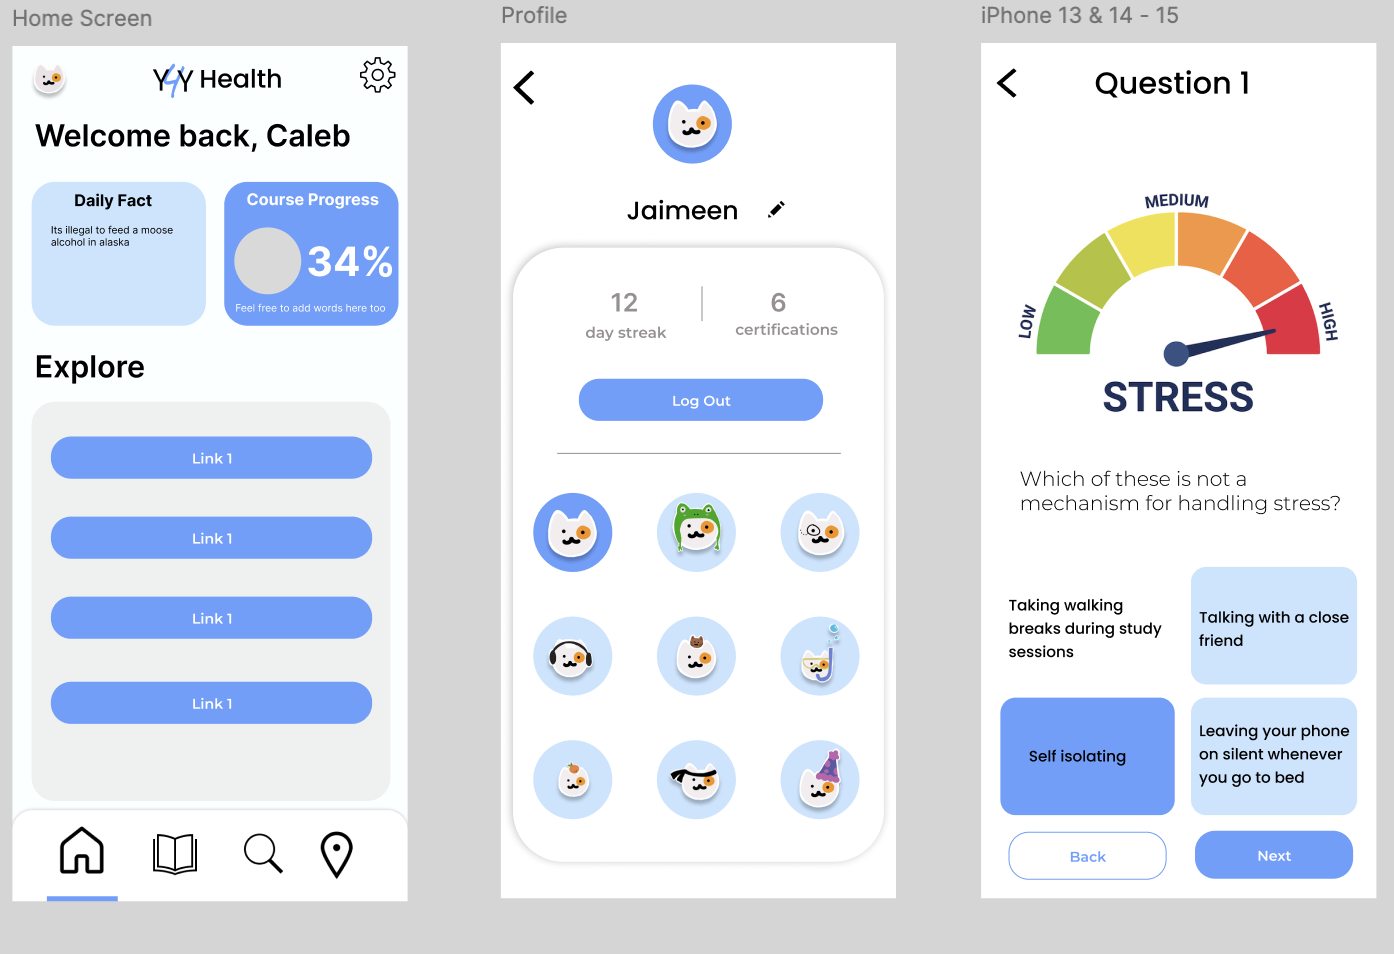 Home Screen
Y4Y Health
Welcome back, Caleb
Daily Fact
Its illegal to feed a moose
alcohol in alaska
Course Progress
34%
Feel free to add words here too
Explore
Link 1
Link 1
Link 1
Link 1
Profile
Jaimeen
12
day streak
6
certifications
Log Out
iPhone 13 & 14 - 15
Question 1
LOW
MEDIUM
HIGH
STRESS
Which of these is not a
mechanism for handling stress?
Taking walking
breaks during study
sessions
Talking with a close
friend
Self isolating
Leaving your phone
on silent whenever
you go to bed
Back
Next